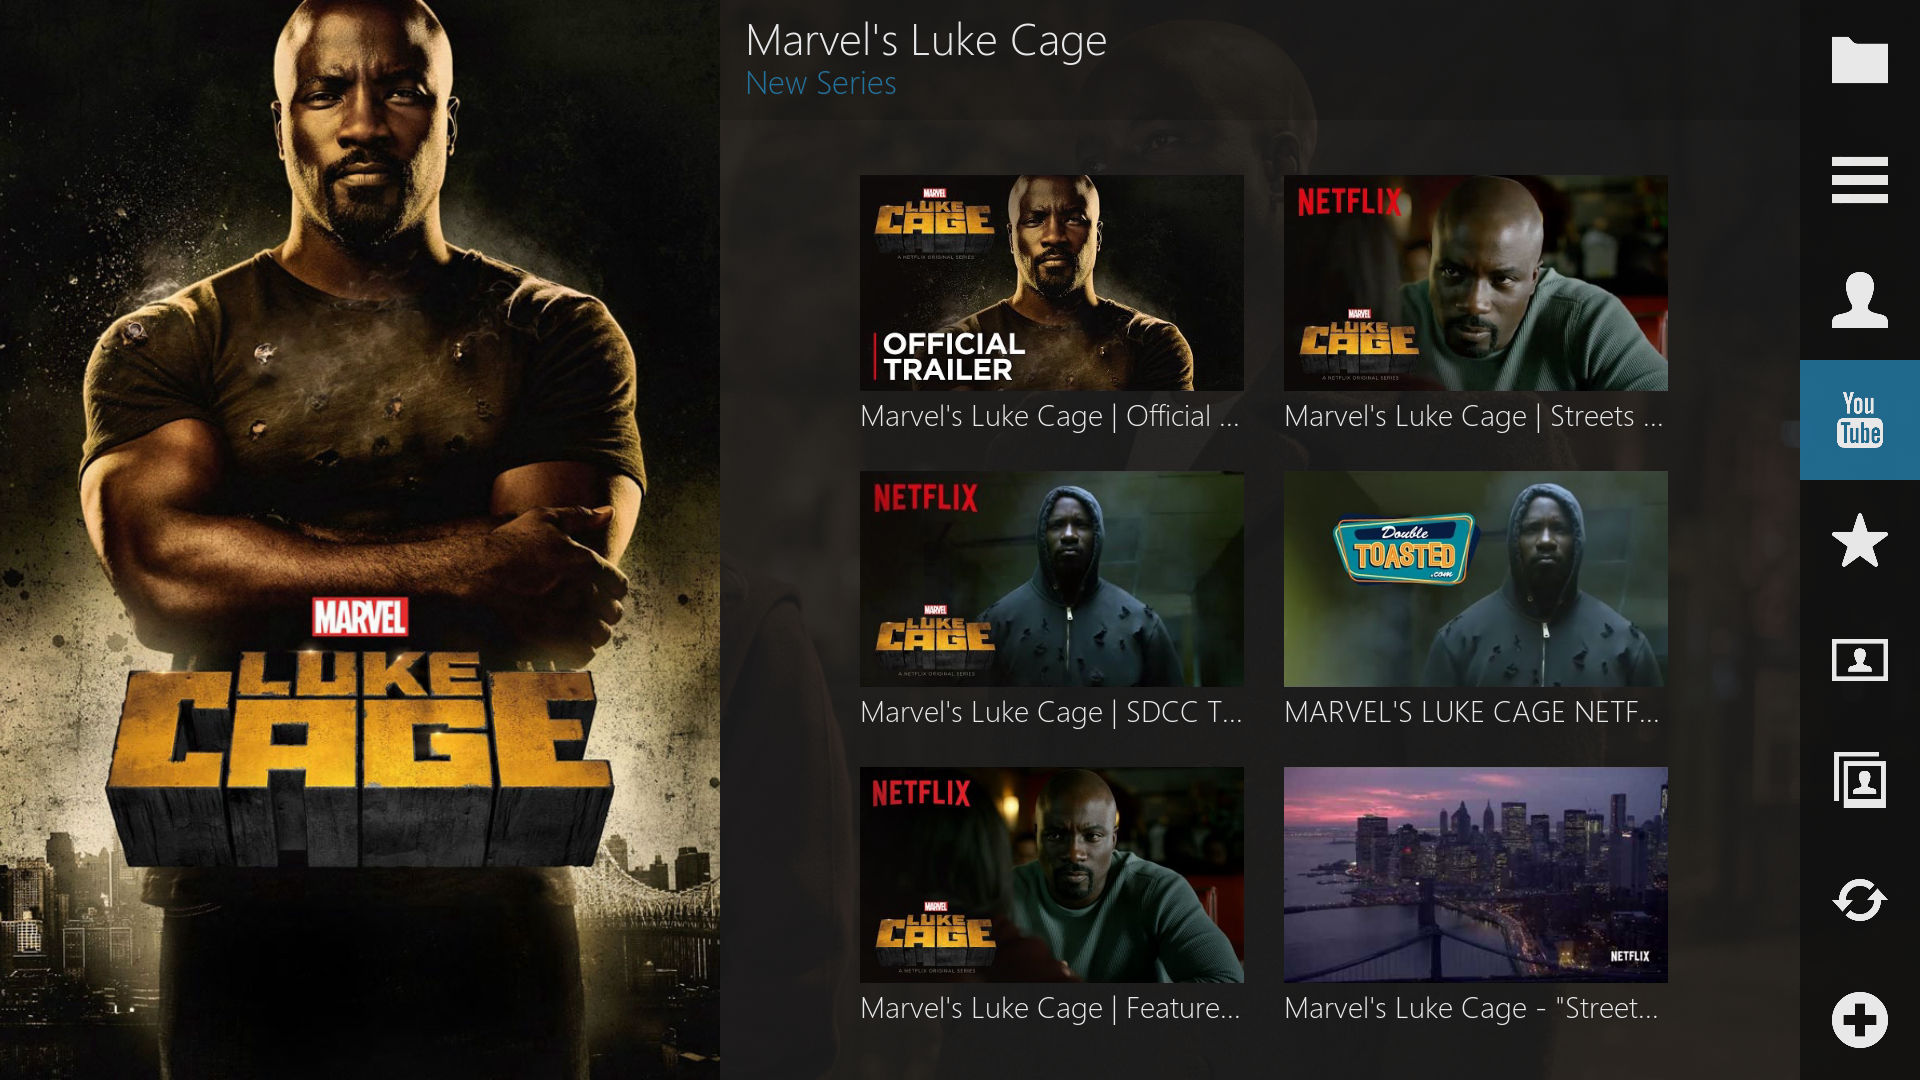 MARVEL
LUKE
CAGE
Marvel's Luke Cage
New Series
MARVEL
LUKE
CAGE
A NETFLIX ORIGINAL SERIES
OFFICIAL
TRAILER
Marvel's Luke Cage | Official ...
NETFLIX
MARVEL
LUKE
CAGE
A NETFLIX ORIGINAL SERIES
Marvel's Luke Cage | Streets ...
NETFLIX
MARVEL
LUKE
CAGE
A NETFLIX ORIGINAL SERIES
Marvel's Luke Cage | SDCC T...
Double
TOASTED
.com
MARVEL'S LUKE CAGE NETF...
NETFLIX
MARVEL
LUKE
CAGE
A NETFLIX ORIGINAL SERIES
Marvel's Luke Cage | Feature...
NETFLIX
Marvel's Luke Cage - "Street...
You
Tube